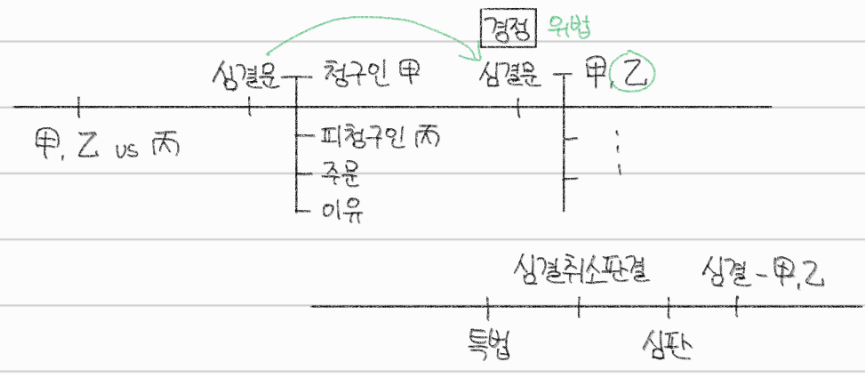 경정 위법
심결문 청구인 甲 심결문 甲, 乙
甲, 乙 vs 丙 피청구인 丙
주문
이유
심결취소판결 심결 - 甲, 乙
특법 심판